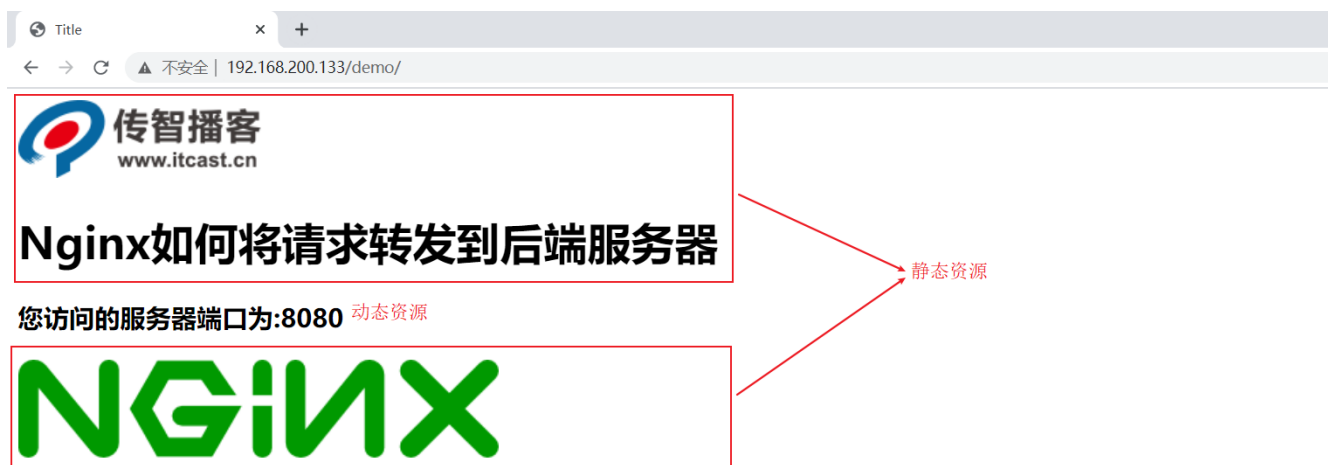 Title
不安全 | 192.168.200.133/demo/
传智播客
www.itcast.cn
Nginx如何将请求转发到后端服务器
静态资源
您访问的服务器端口为:8080 动态资源
NGiNX